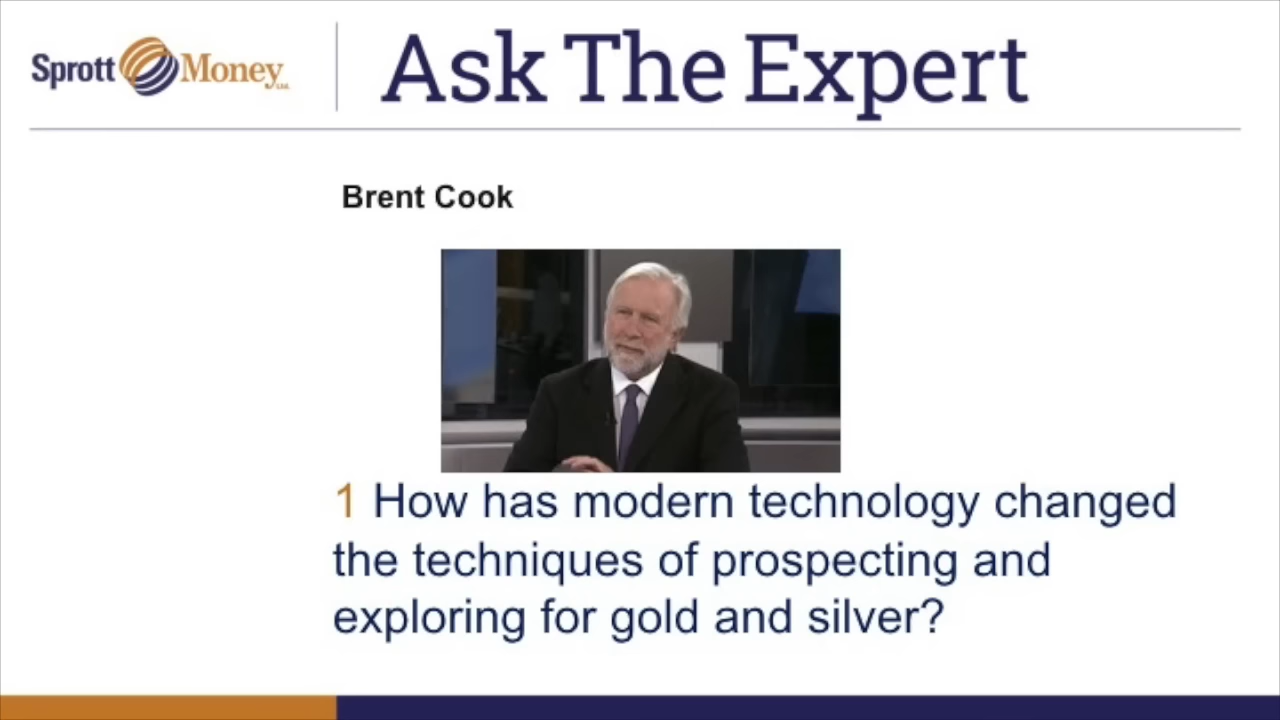 Sprott Money Ltd.
Ask The Expert
Brent Cook
1 How has modern technology changed
the techniques of prospecting and
exploring for gold and silver?